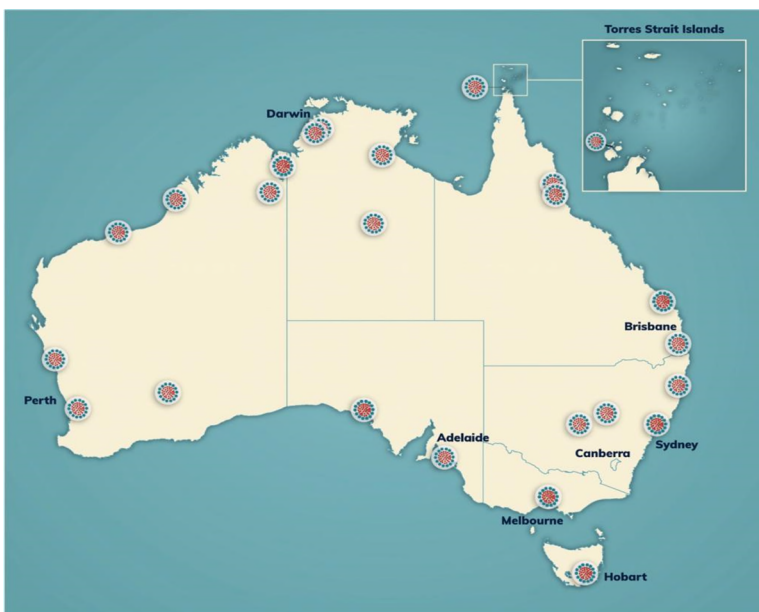 Torres Strait Islands
Darwin
Brisbane
Perth
Adelaide
Sydney
Canberra
Melbourne
Hobart